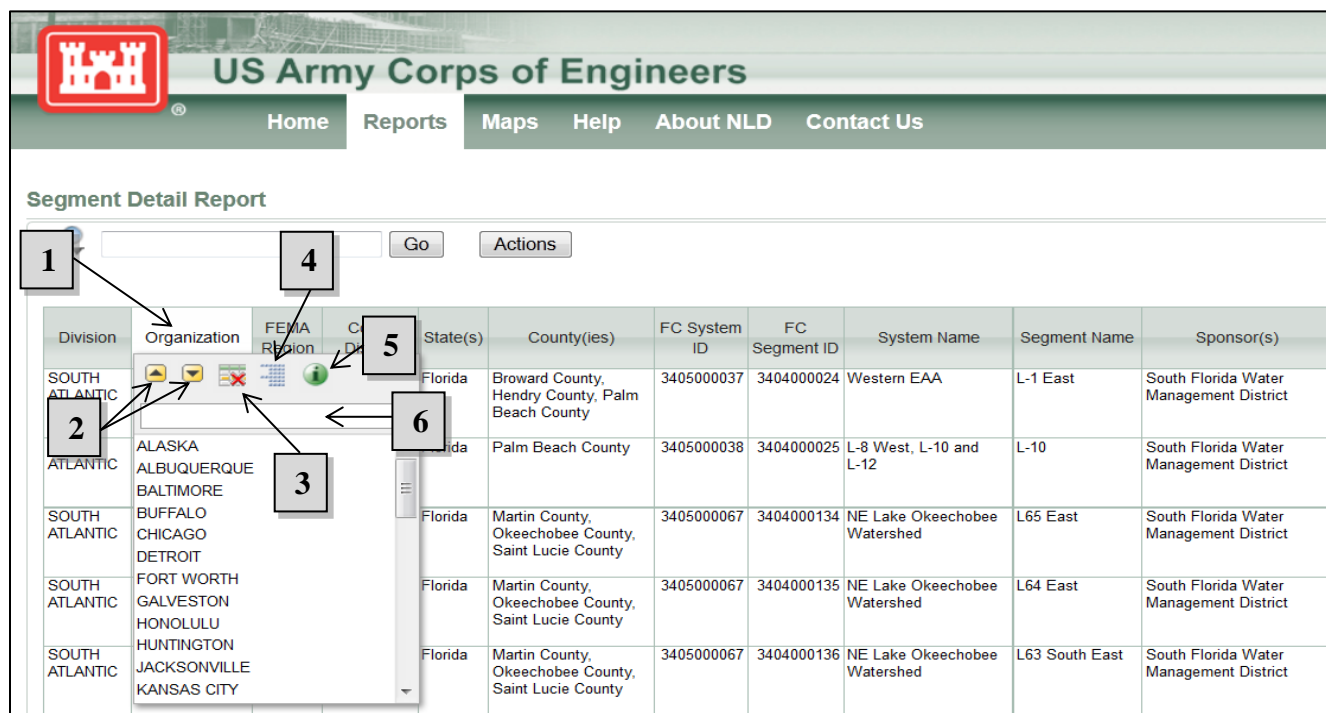 US Army Corps of Engineers
®
Home Reports Maps Help About NLD Contact Us
Segment Detail Report
Go Actions
1
4
Division Organization FEMA Region State(s) County(ies) FC System ID FC Segment ID System Name Segment Name Sponsor(s)
5
2
6
3
ALASKA
ALBUQUERQUE
BALTIMORE
BUFFALO
CHICAGO
DETROIT
FORT WORTH
GALVESTON
HONOLULU
HUNTINGTON
JACKSONVILLE
KANSAS CITY
SOUTH ATLANTIC Florida Broward County, Hendry County, Palm Beach County 3405000037 3404000024 Western EAA L-1 East South Florida Water Management District
ATLANTIC Palm Beach County 3405000038 3404000025 L-8 West, L-10 and L-12 L-10 South Florida Water Management District
SOUTH ATLANTIC Florida Martin County, Okeechobee County, Saint Lucie County 3405000067 3404000134 NE Lake Okeechobee Watershed L65 East South Florida Water Management District
SOUTH ATLANTIC Florida Martin County, Okeechobee County, Saint Lucie County 3405000067 3404000135 NE Lake Okeechobee Watershed L64 East South Florida Water Management District
SOUTH ATLANTIC Florida Martin County, Okeechobee County, Saint Lucie County 3405000067 3404000136 NE Lake Okeechobee Watershed L63 South East South Florida Water Management District